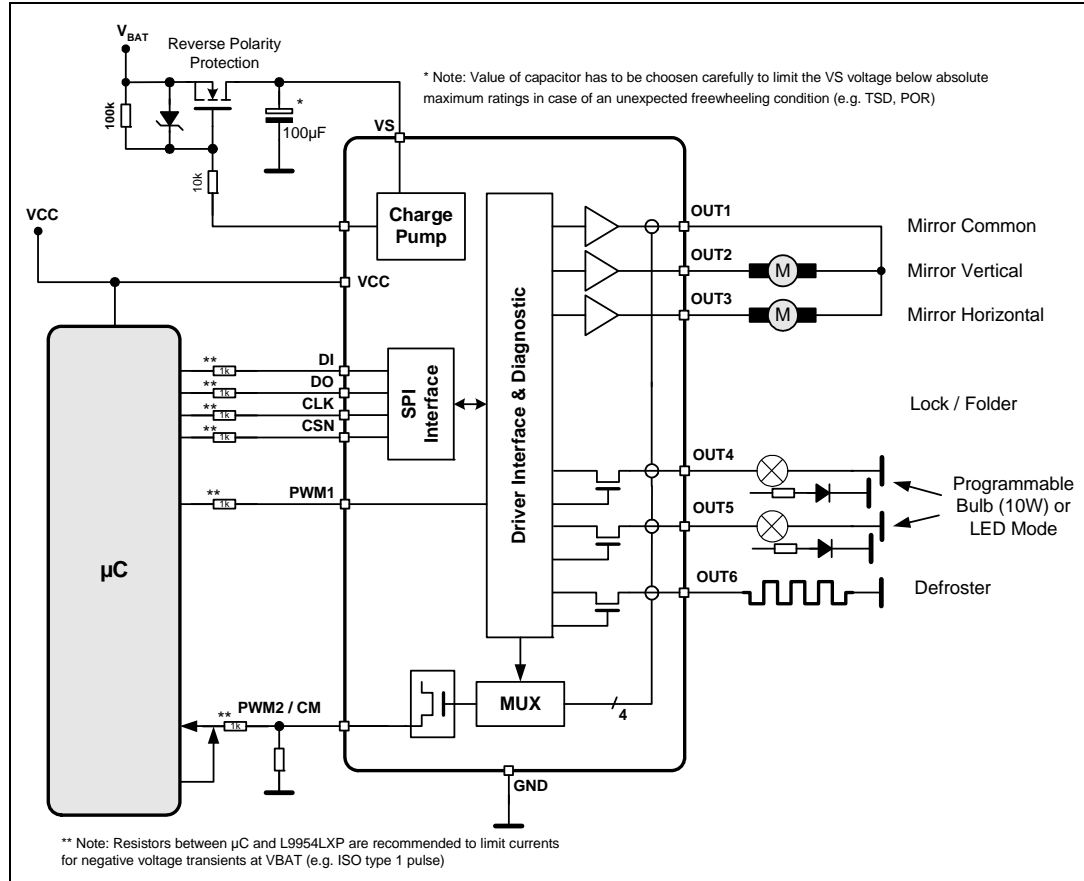 VBAT
Reverse Polarity
Protection
* Note: Value of capacitor has to be choosen carefully to limit the VS voltage below absolute
maximum ratings in case of an unexpected freewheeling condition (e.g. TSD, POR)
100k
*
100µF
VS
10k
VCC
Charge
Pump
VCC
OUT1
Mirror Common
OUT2
M
Mirror Vertical
OUT3
M
Mirror Horizontal
µC
** 1k DI
** 1k DO
** 1k CLK
** 1k CSN
SPI
Interface
Driver Interface & Diagnostic
Lock / Folder
** 1k PWM1
OUT4
OUT5
Programmable
Bulb (10W) or
LED Mode
OUT6
Defroster
MUX
4
** 1k PWM2 / CM
GND
** Note: Resistors between µC and L9954LXP are recommended to limit currents
for negative voltage transients at VBAT (e.g. ISO type 1 pulse)